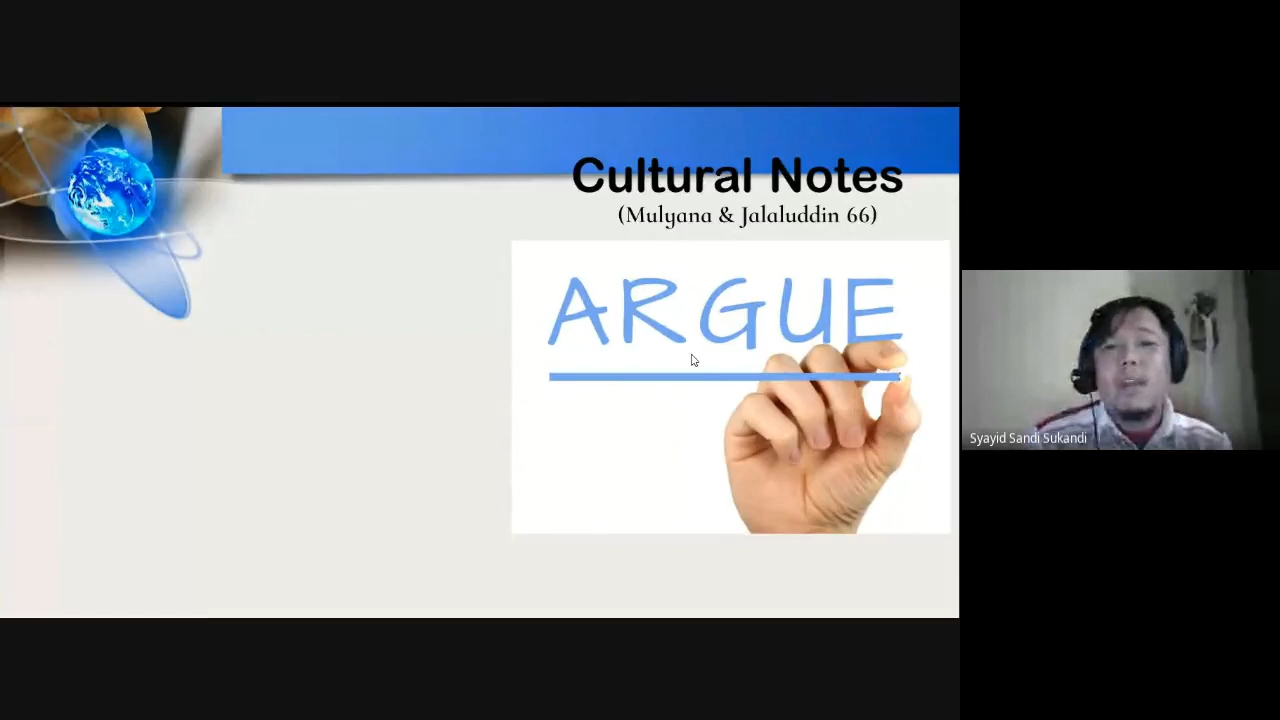 Cultural Notes
(Mulyana & Jalaluddin 66)
ARGUE
Syayid Sandi Sukandi